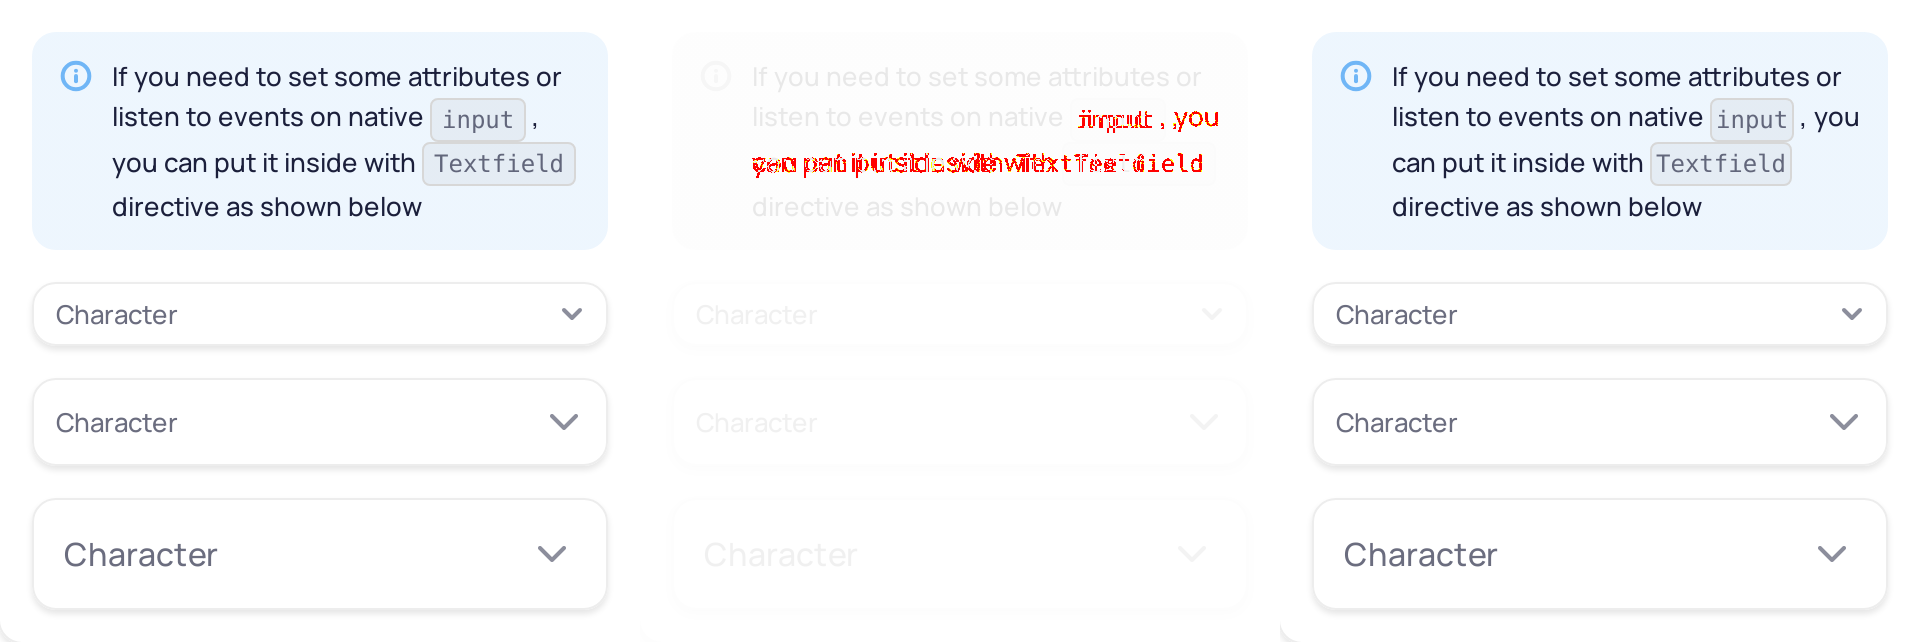 If you need to set some attributes or
listen to events on native input ,
you can put it inside with Textfield
directive as shown below
Character
Character
Character
If you need to set some attributes or
listen to events on native input , you
directive as shown below
Character
Character
Character
If you need to set some attributes or
listen to events on native input , you
can put it inside with Textfield
directive as shown below
Character
Character
Character